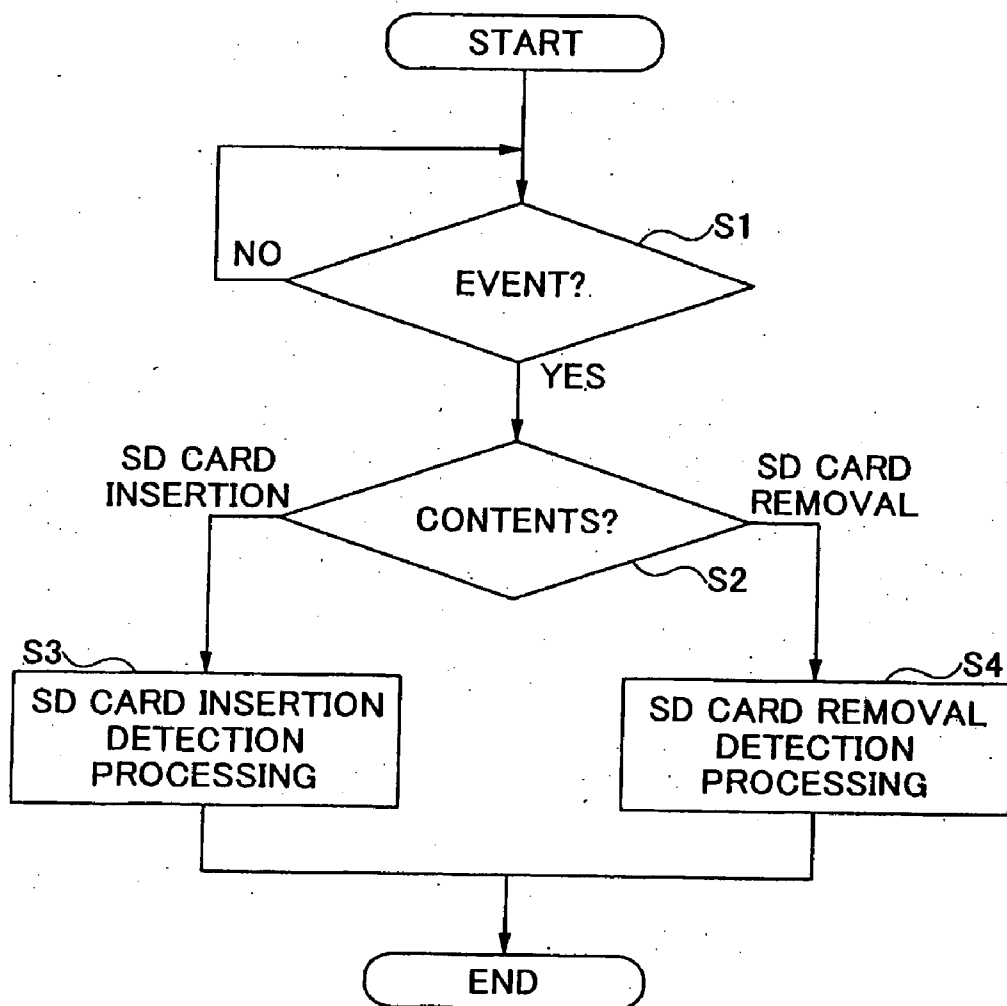 START
S1
NO
EVENT?
YES
SD CARD
INSERTION
SD CARD
REMOVAL
CONTENTS?
S2
S3
SD CARD INSERTION
DETECTION
PROCESSING
S4
SD CARD REMOVAL
DETECTION
PROCESSING
END